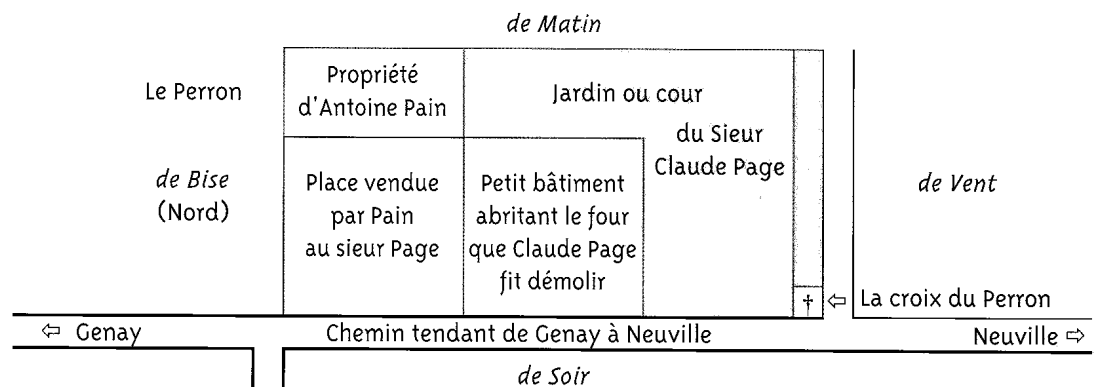 de Matin
Le Perron
Propriété
d'Antoine Pain
Jardin ou cour
du Sieur
Claude Page
de Bise
(Nord)
Place vendue
par Pain
au sieur Page
Petit bâtiment
abritant le four
que Claude Page
fit démolir
de Vent
† ⇦ La croix du Perron
⇦ Genay
Chemin tendant de Genay à Neuville
Neuville ⇨
de Soir